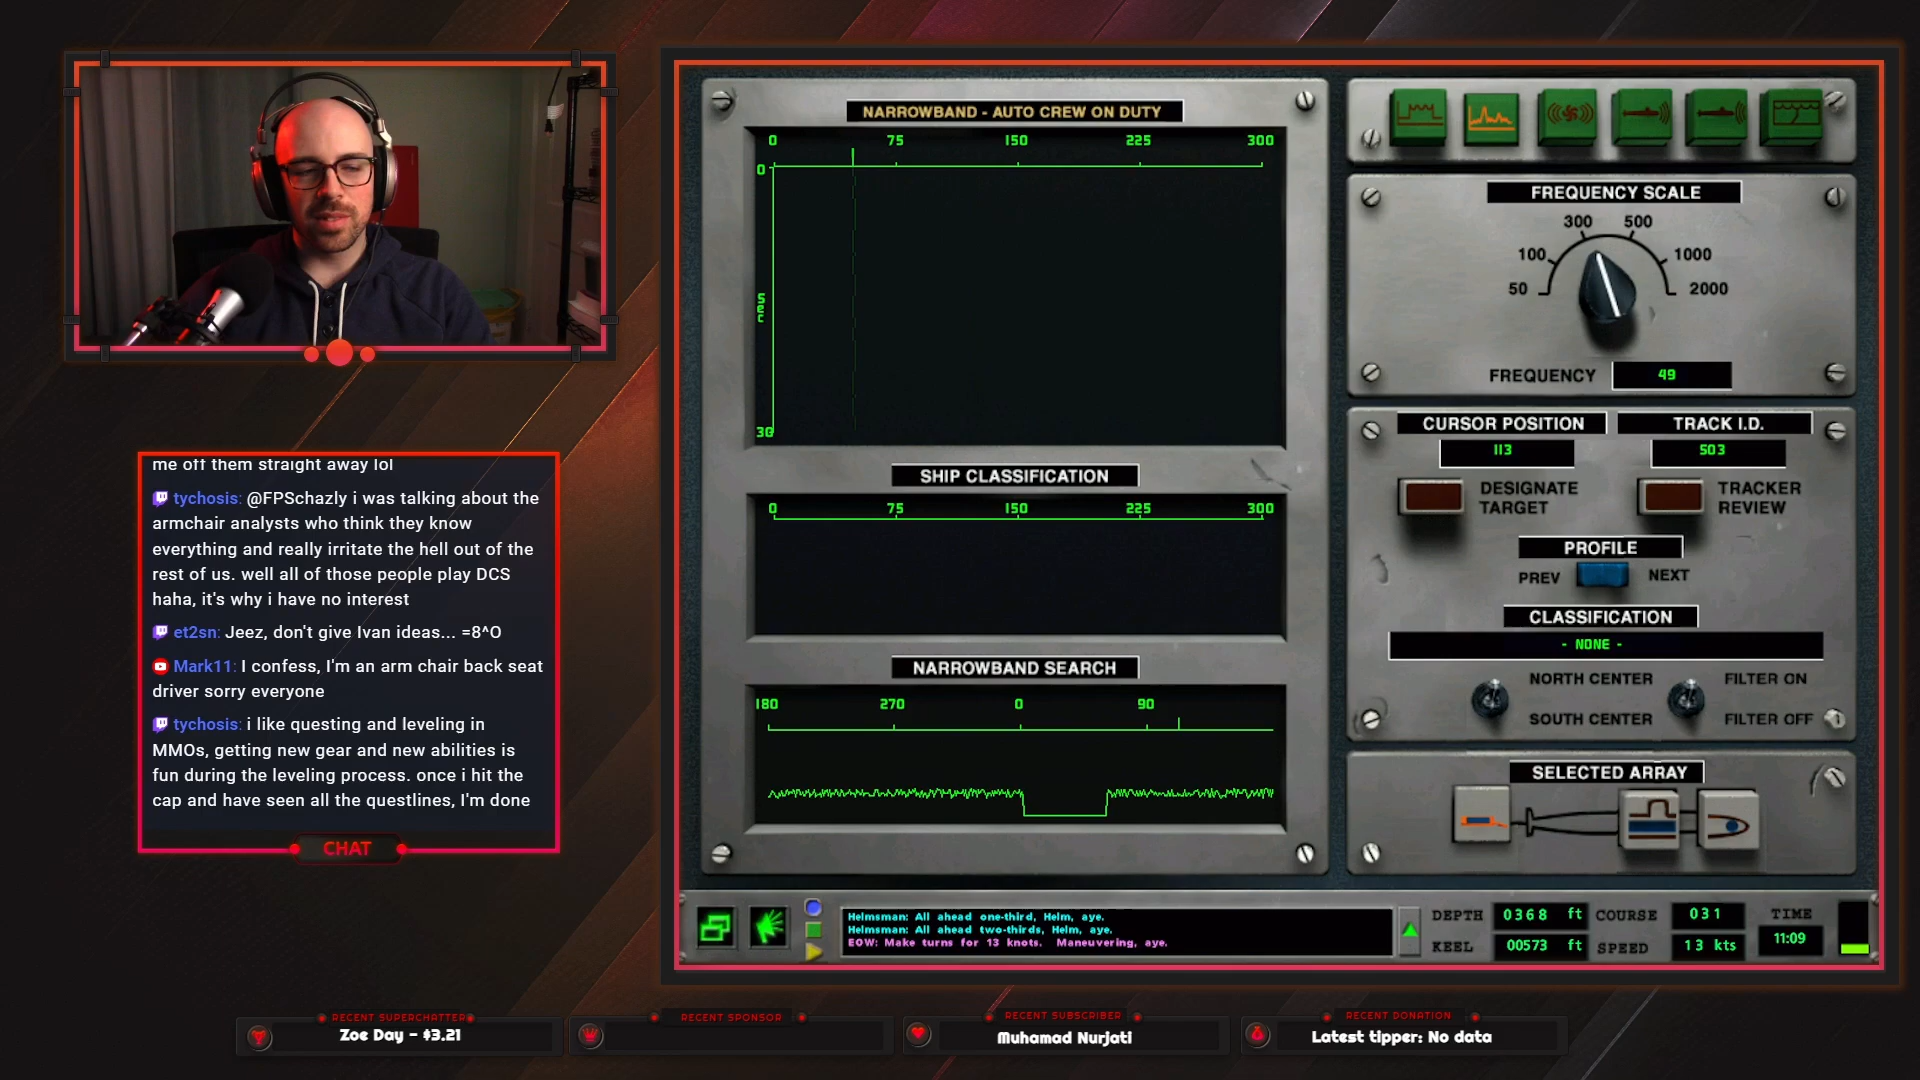 me off them straight away lol
tychosis: @FPSchazly i was talking about the
armchair analysts who think they know
everything and really irritate the hell out of the
rest of us. well all of those people play DCS
haha, it's why i have no interest
et2sn: Jeez, don't give Ivan ideas... =8^O
Mark11: I confess, I'm an arm chair back seat
driver sorry everyone
tychosis: i like questing and leveling in
MMOs, getting new gear and new abilities is
fun during the leveling process. once i hit the
cap and have seen all the questlines, I'm done
CHAT
NARROWBAND - AUTO CREW ON DUTY
0 75 150 225 300
0
Sec
30
SHIP CLASSIFICATION
0 75 150 225 300
NARROWBAND SEARCH
180 270 0 90
FREQUENCY SCALE
50 100 300 500 1000 2000
FREQUENCY 49
CURSOR POSITION TRACK I.D.
113 503
DESIGNATE TARGET
TRACKER REVIEW
PROFILE
PREV NEXT
CLASSIFICATION
- NONE -
NORTH CENTER FILTER ON
SOUTH CENTER FILTER OFF
SELECTED ARRAY
Helmsman: All ahead one-third, Helm, aye.
Helmsman: All ahead two-thirds, Helm, aye.
EOW: Make turns for 13 knots. Maneuvering, aye.
DEPTH 0368 ft COURSE 031 TIME
KEEL 00573 ft SPEED 13 kts 11:09
RECENT SUPERCHATTER
Zoe Day - $3.21
RECENT SPONSOR
RECENT SUBSCRIBER
Muhamad Nurjati
RECENT DONATION
Latest tipper: No data